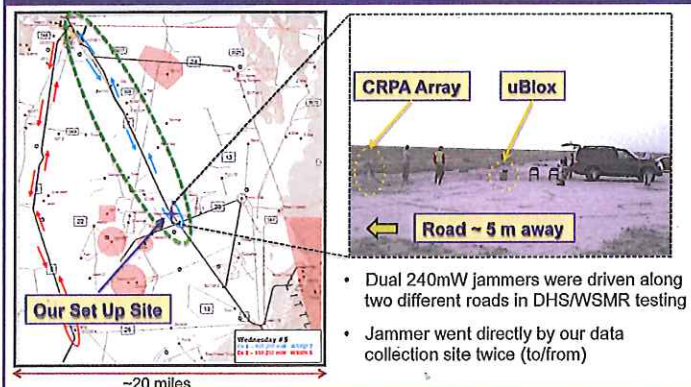 CRPA Array
uBlox
Road ~ 5 m away
Our Set Up Site
Wednesday #5
~20 miles
• Dual 240mW jammers were driven along
two different roads in DHS/WSMR testing
• Jammer went directly by our data
collection site twice (to/from)